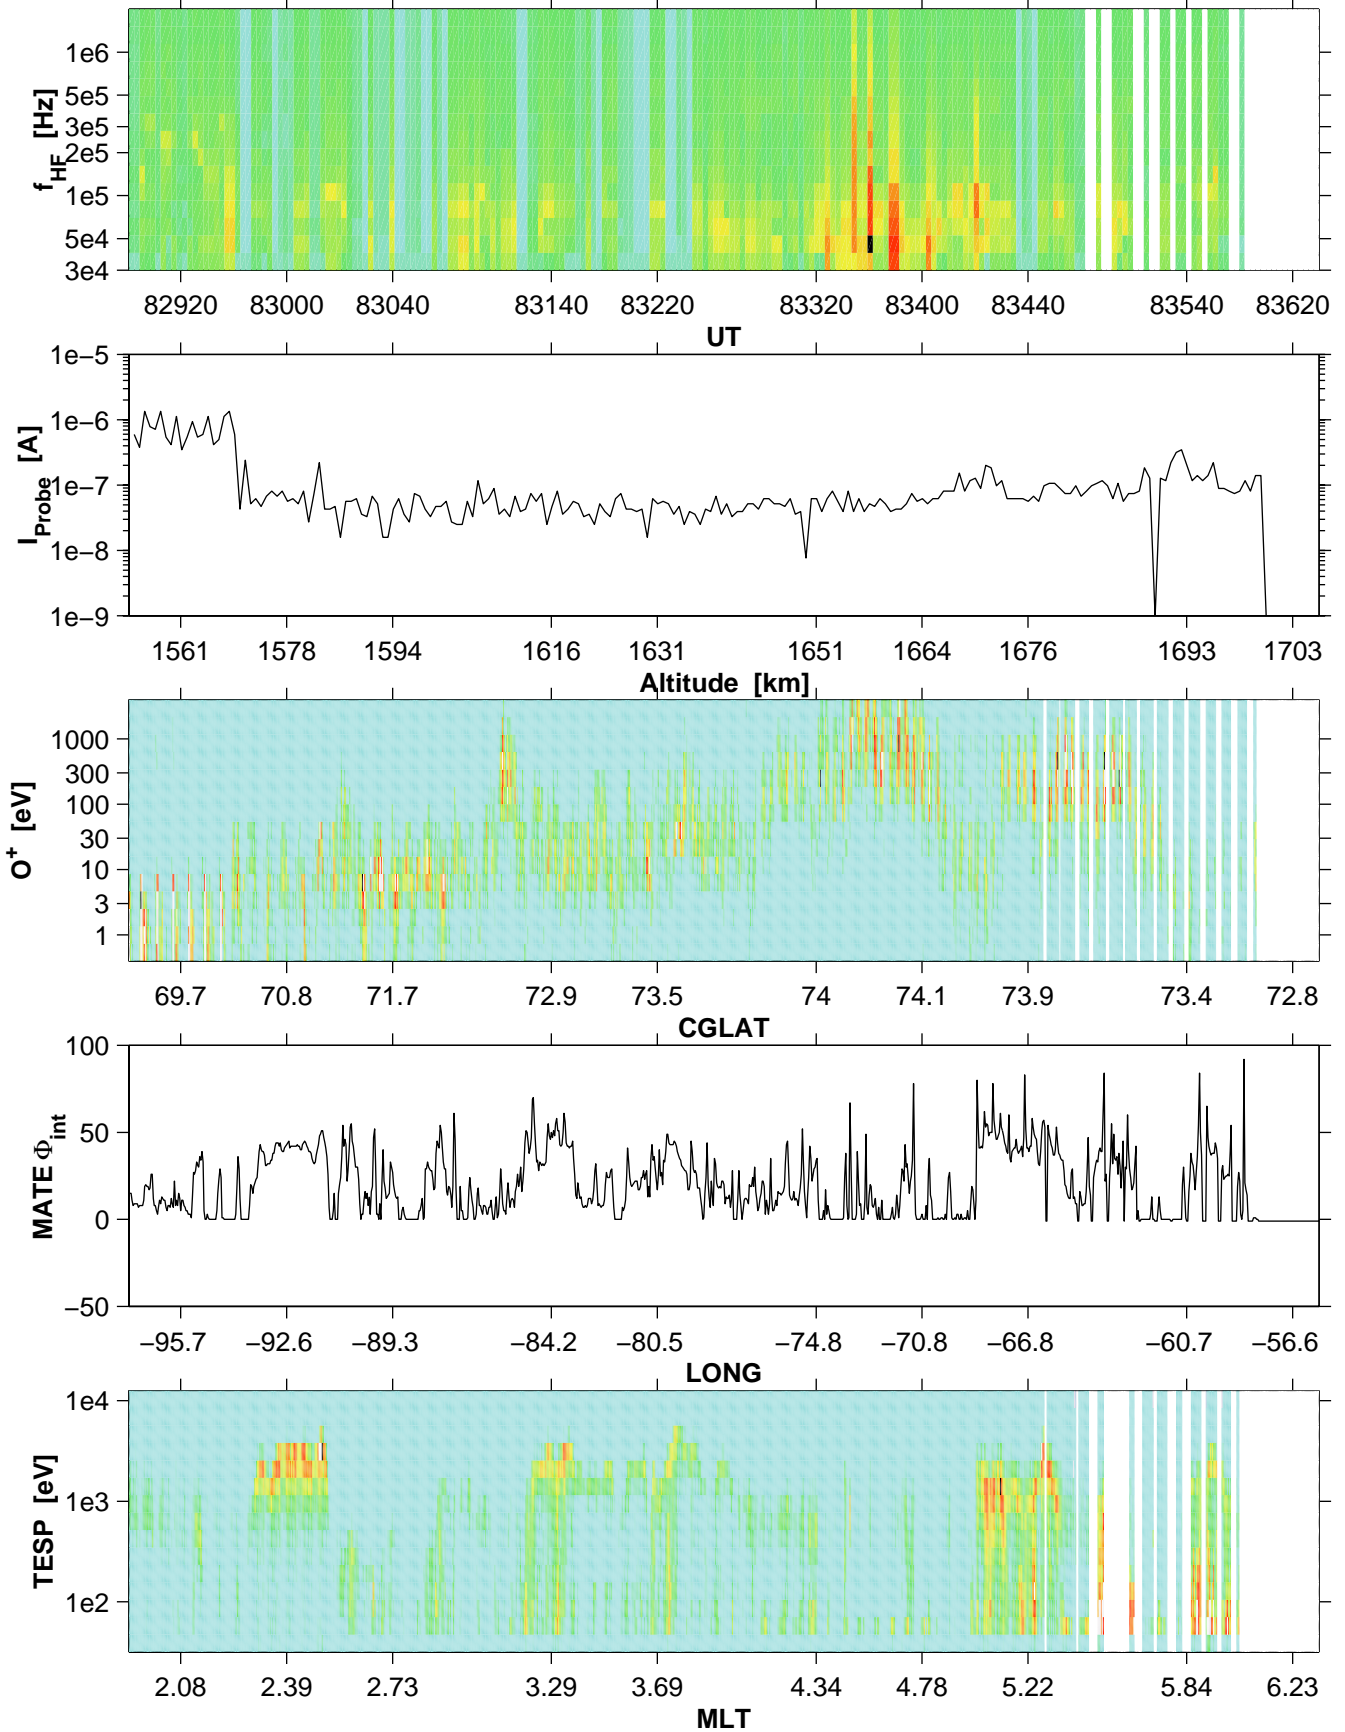 1e6
5e5
3e5
2e5
1e5
5e4
3e4
f_HF [Hz]
82920 83000 83040 83140 83220 83320 83400 83440 83540 83620
UT
1e−5
1e−6
1e−7
1e−8
1e−9
I_Probe [A]
1561 1578 1594 1616 1631 1651 1664 1676 1693 1703
Altitude [km]
1000
300
100
30
10
3
1
O⁺ [eV]
69.7 70.8 71.7 72.9 73.5 74 74.1 73.9 73.4 72.8
CGLAT
100
50
0
−50
MATE Φ_int
−95.7 −92.6 −89.3 −84.2 −80.5 −74.8 −70.8 −66.8 −60.7 −56.6
LONG
1e4
1e3
1e2
TESP [eV]
2.08 2.39 2.73 3.29 3.69 4.34 4.78 5.22 5.84 6.23
MLT